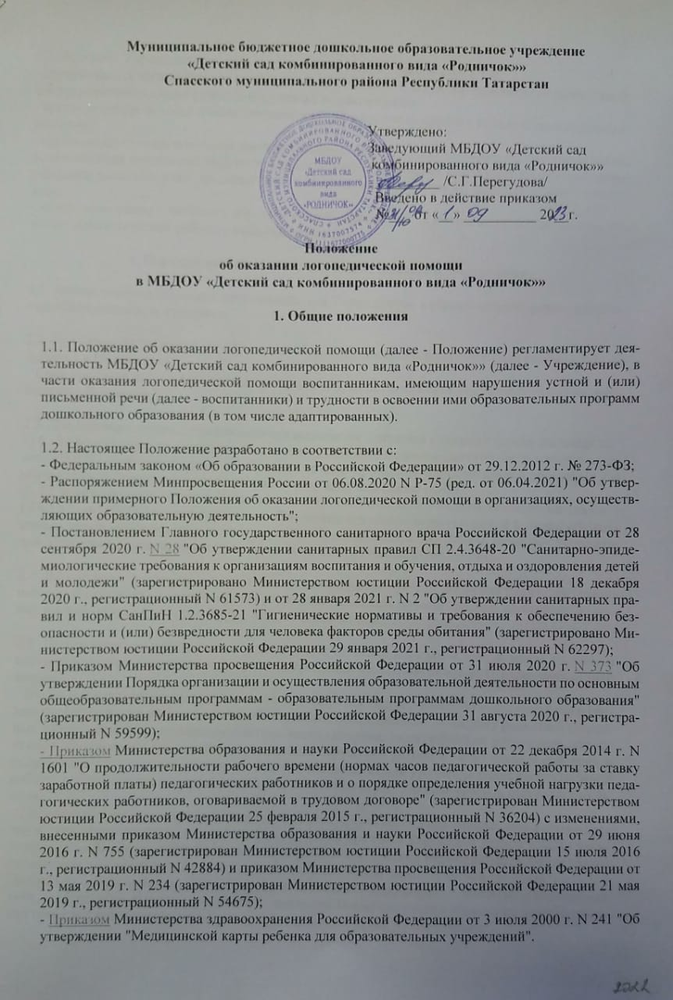 Муниципальное бюджетное дошкольное образовательное учреждение
«Детский сад комбинированного вида «Родничок»»
Спасского муниципального района Республики Татарстан
Утверждено:
Заведующий МБДОУ «Детский сад
комбинированного вида «Родничок»»
/С.Г.Перегудова/
Введено в действие приказом
№ от «1» 09 2023 г.
МБДОУ
«Детский сад
комбинированного
вида
«РОДНИЧОК»
Положение
об оказании логопедической помощи
в МБДОУ «Детский сад комбинированного вида «Родничок»»
1. Общие положения
1.1. Положение об оказании логопедической помощи (далее - Положение) регламентирует дея-
тельность МБДОУ «Детский сад комбинированного вида «Родничок»» (далее - Учреждение), в
части оказания логопедической помощи воспитанникам, имеющим нарушения устной и (или)
письменной речи (далее - воспитанники) и трудности в освоении ими образовательных программ
дошкольного образования (в том числе адаптированных).
1.2. Настоящее Положение разработано в соответствии с:
- Федеральным законом «Об образовании в Российской Федерации» от 29.12.2012 г. № 273-ФЗ;
- Распоряжением Минпросвещения России от 06.08.2020 N Р-75 (ред. от 06.04.2021) "Об утвер-
ждении примерного Положения об оказании логопедической помощи в организациях, осуществ-
ляющих образовательную деятельность";
- Постановлением Главного государственного санитарного врача Российской Федерации от 28
сентября 2020 г. N 28 "Об утверждении санитарных правил СП 2.4.3648-20 "Санитарно-эпиде-
миологические требования к организациям воспитания и обучения, отдыха и оздоровления детей
и молодежи" (зарегистрировано Министерством юстиции Российской Федерации 18 декабря
2020 г., регистрационный N 61573) и от 28 января 2021 г. N 2 "Об утверждении санитарных пра-
вил и норм СанПиН 1.2.3685-21 "Гигиенические нормативы и требования к обеспечению без-
опасности и (или) безвредности для человека факторов среды обитания" (зарегистрировано Ми-
нистерством юстиции Российской Федерации 29 января 2021 г., регистрационный N 62297);
- Приказом Министерства просвещения Российской Федерации от 31 июля 2020 г. N 373 "Об
утверждении Порядка организации и осуществления образовательной деятельности по основным
общеобразовательным программам - образовательным программам дошкольного образования"
(зарегистрирован Министерством юстиции Российской Федерации 31 августа 2020 г., регистра-
ционный N 59599);
- Приказом Министерства образования и науки Российской Федерации от 22 декабря 2014 г. N
1601 "О продолжительности рабочего времени (нормах часов педагогической работы за ставку
заработной платы) педагогических работников и о порядке определения учебной нагрузки педа-
гогических работников, оговариваемой в трудовом договоре" (зарегистрирован Министерством
юстиции Российской Федерации 25 февраля 2015 г., регистрационный N 36204) с изменениями,
внесенными приказом Министерства образования и науки Российской Федерации от 29 июня
2016 г. N 755 (зарегистрирован Министерством юстиции Российской Федерации 15 июля 2016
г., регистрационный N 42884) и приказом Министерства просвещения Российской Федерации от
13 мая 2019 г. N 234 (зарегистрирован Министерством юстиции Российской Федерации 21 мая
2019 г., регистрационный N 54675);
- Приказом Министерства здравоохранения Российской Федерации от 3 июля 2000 г. N 241 "Об
утверждении "Медицинской карты ребенка для образовательных учреждений".